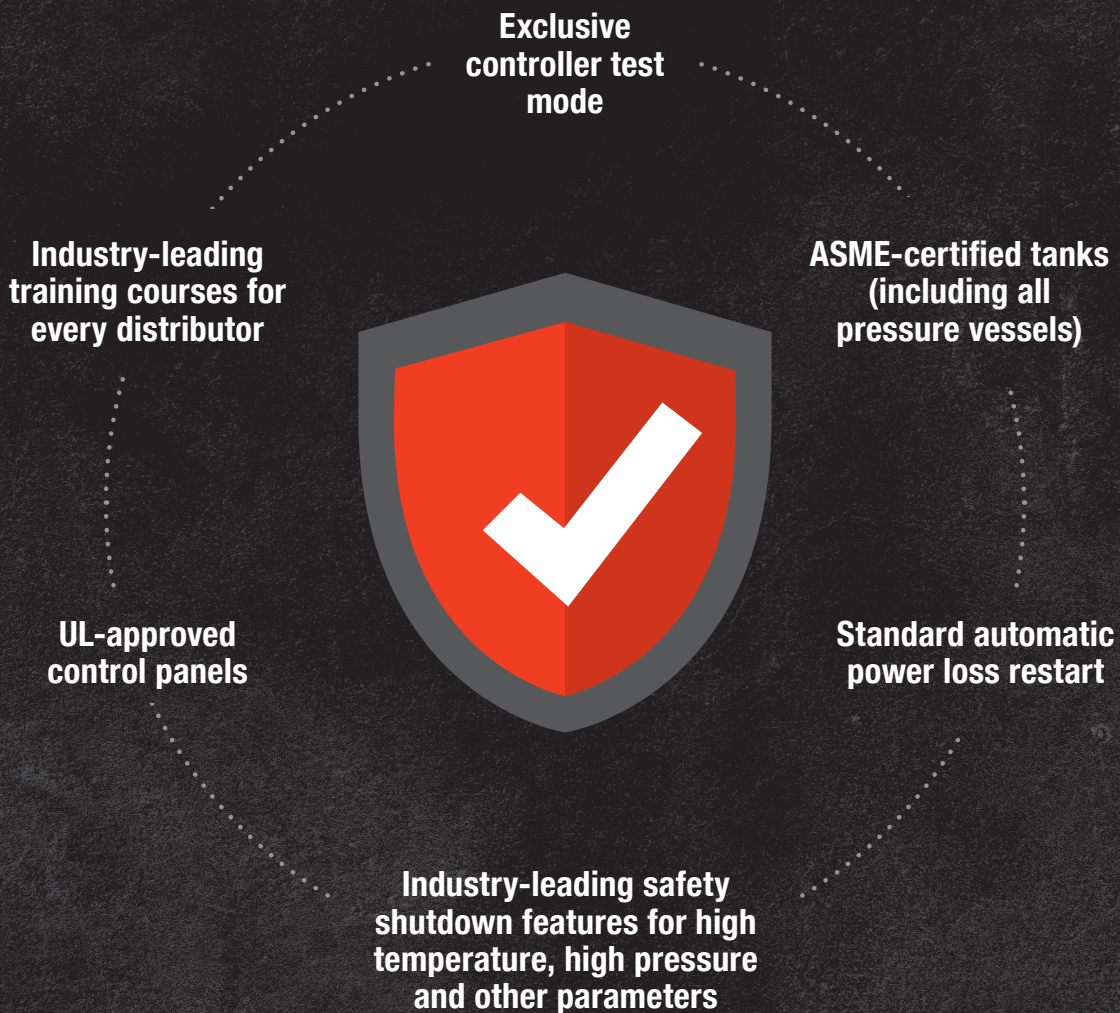 Exclusive
controller test
mode
Industry-leading
training courses for
every distributor
ASME-certified tanks
(including all
pressure vessels)
UL-approved
control panels
Standard automatic
power loss restart
Industry-leading safety
shutdown features for high
temperature, high pressure
and other parameters